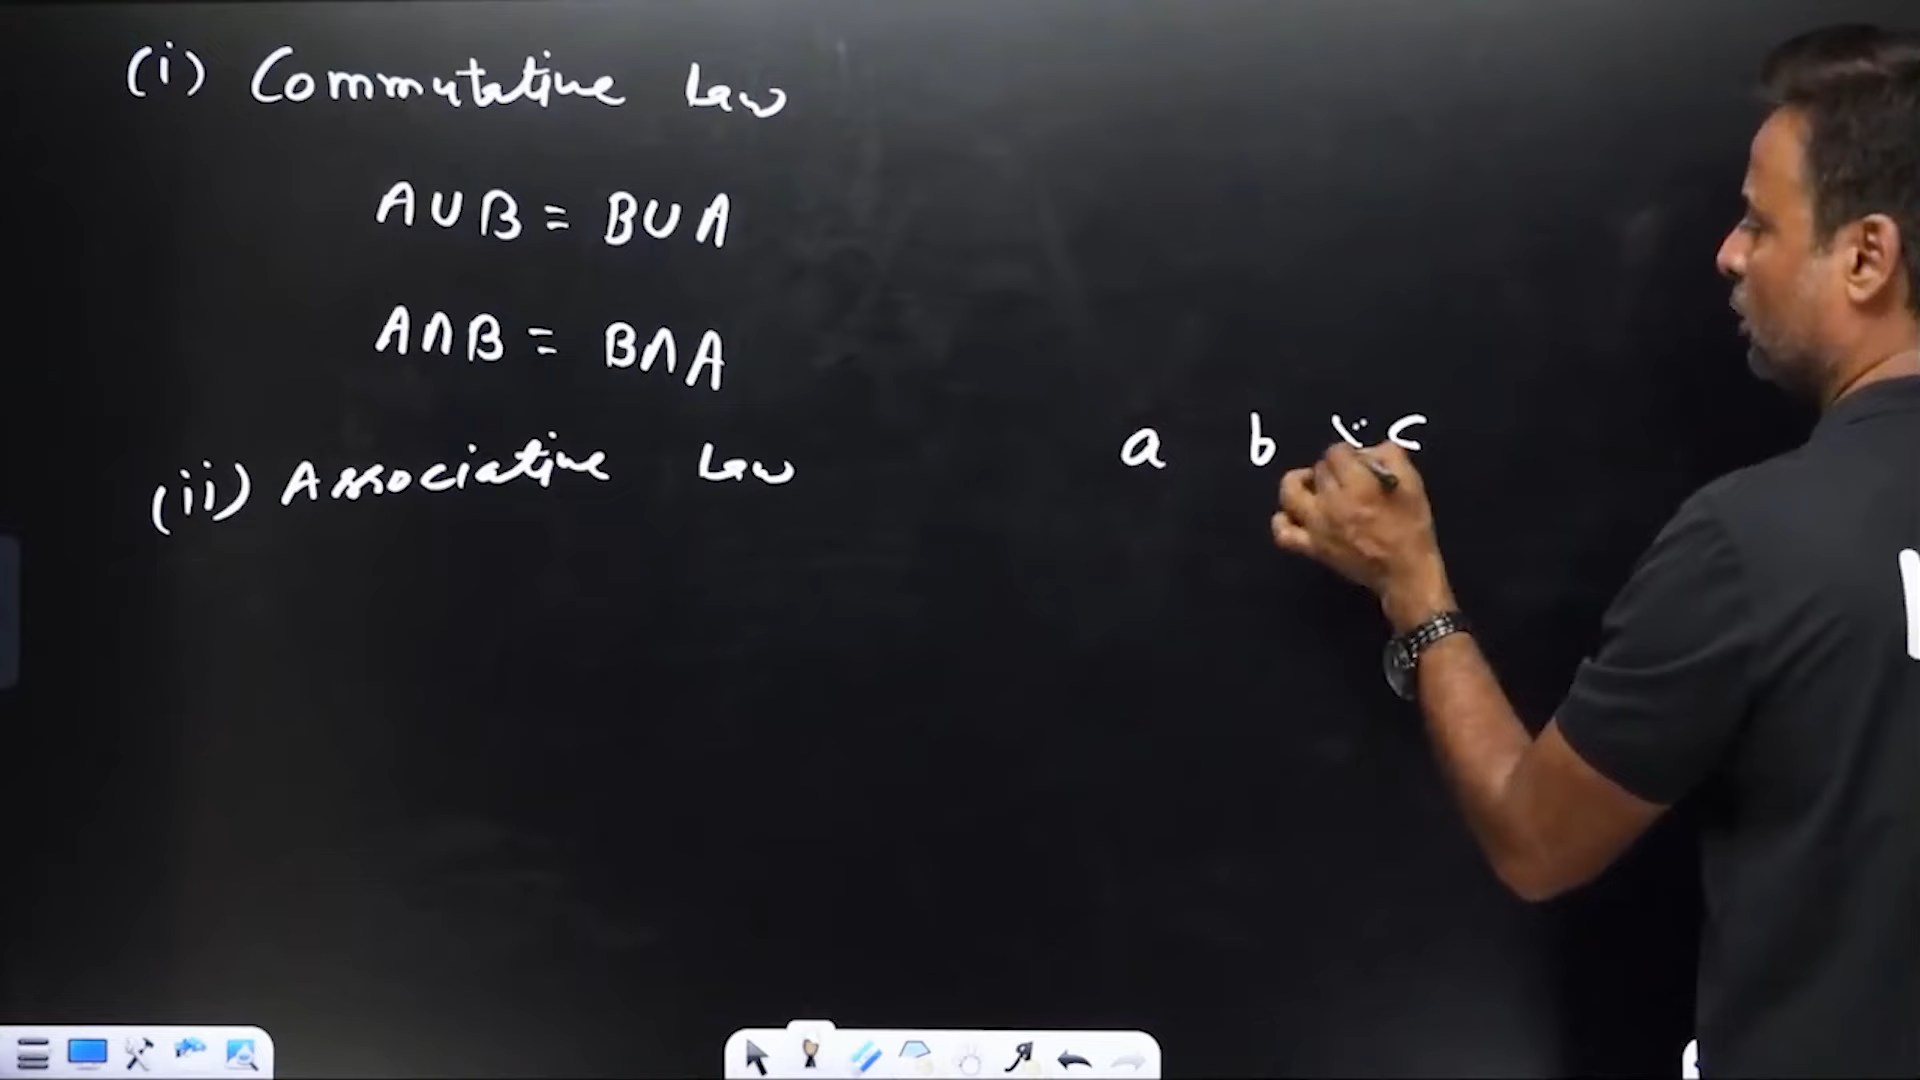 (i) Commutative Law
A∪B = B∪A
A∩B = B∩A
(ii) Associative Law
a b c